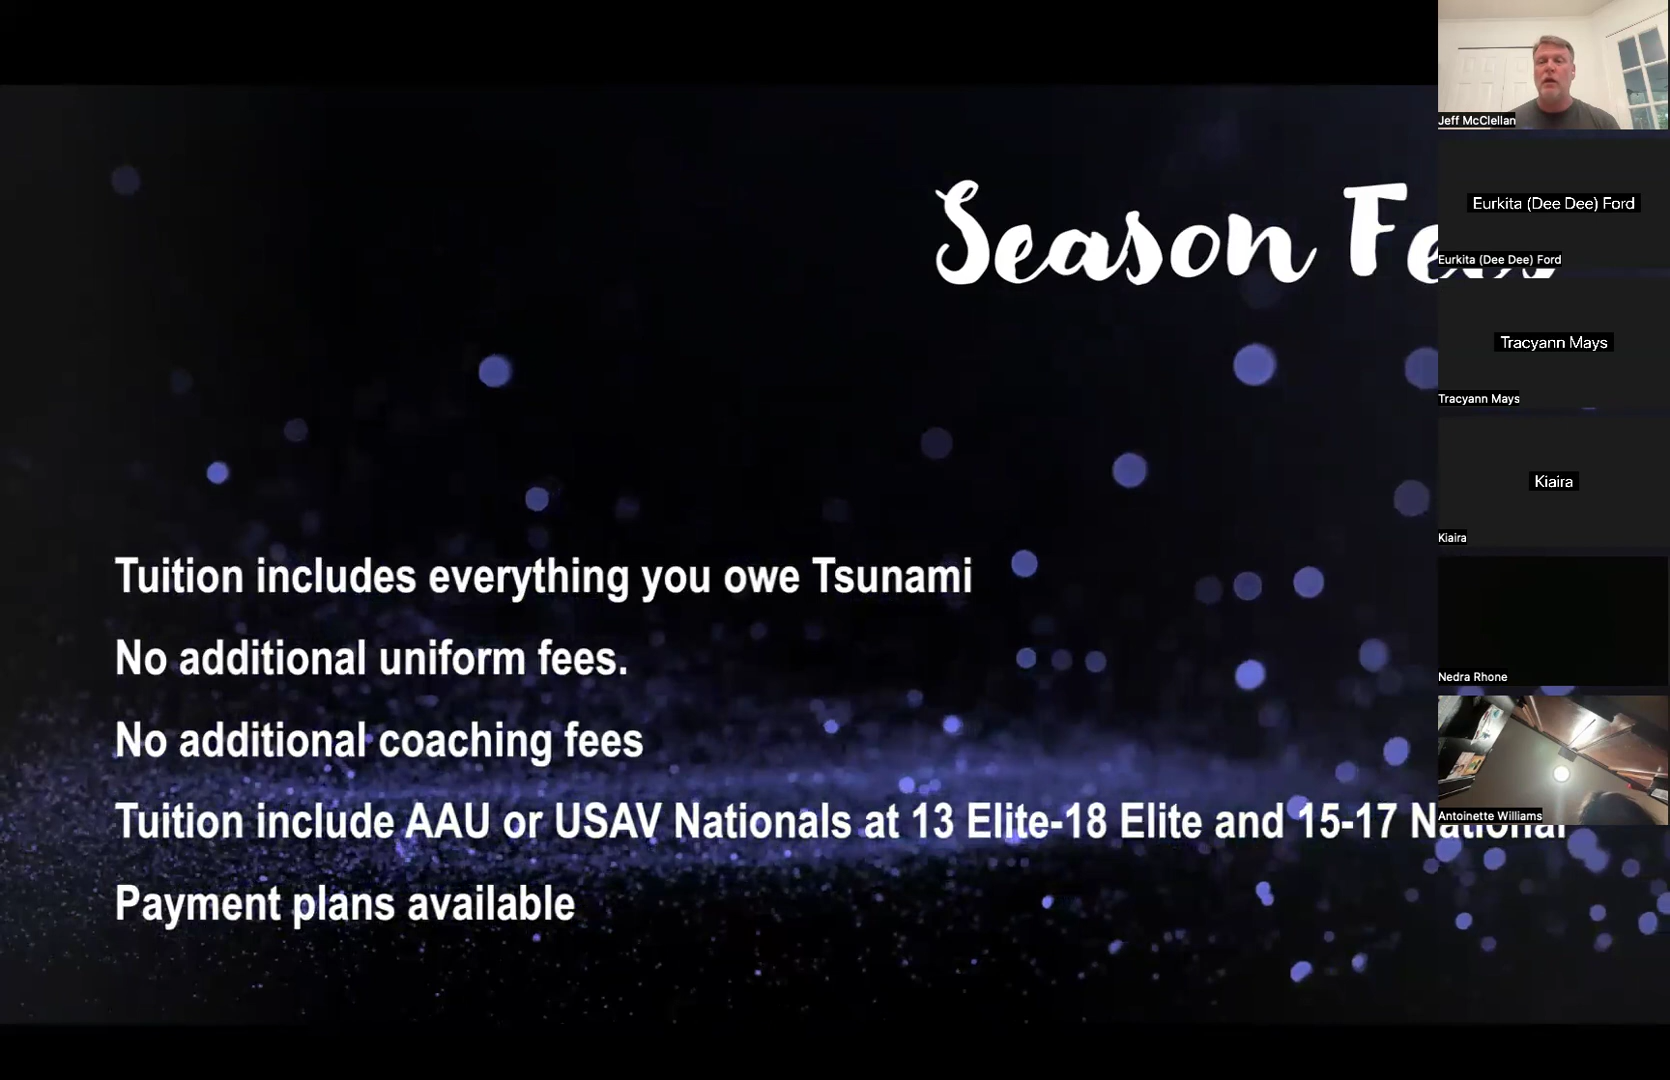 Season
Tuition includes everything you owe Tsunami
No additional uniform fees.
No additional coaching fees
Tuition include AAU or USAV Nationals at 13 Elite-18 Elite and 15-17 National
Payment plans available
Jeff McClellan
Eurkita (Dee Dee) Ford
Eurkita (Dee Dee) Ford
Tracyann Mays
Tracyann Mays
Kiaira
Kiaira
Nedra Rhone
Antoinette Williams